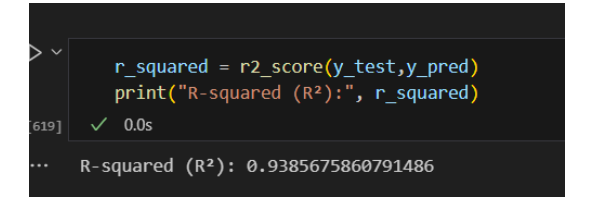 r_squared = r2_score(y_test,y_pred)
print("R-squared (R²):", r_squared)
[619]
✓ 0.0s
... R-squared (R²): 0.9385675860791486